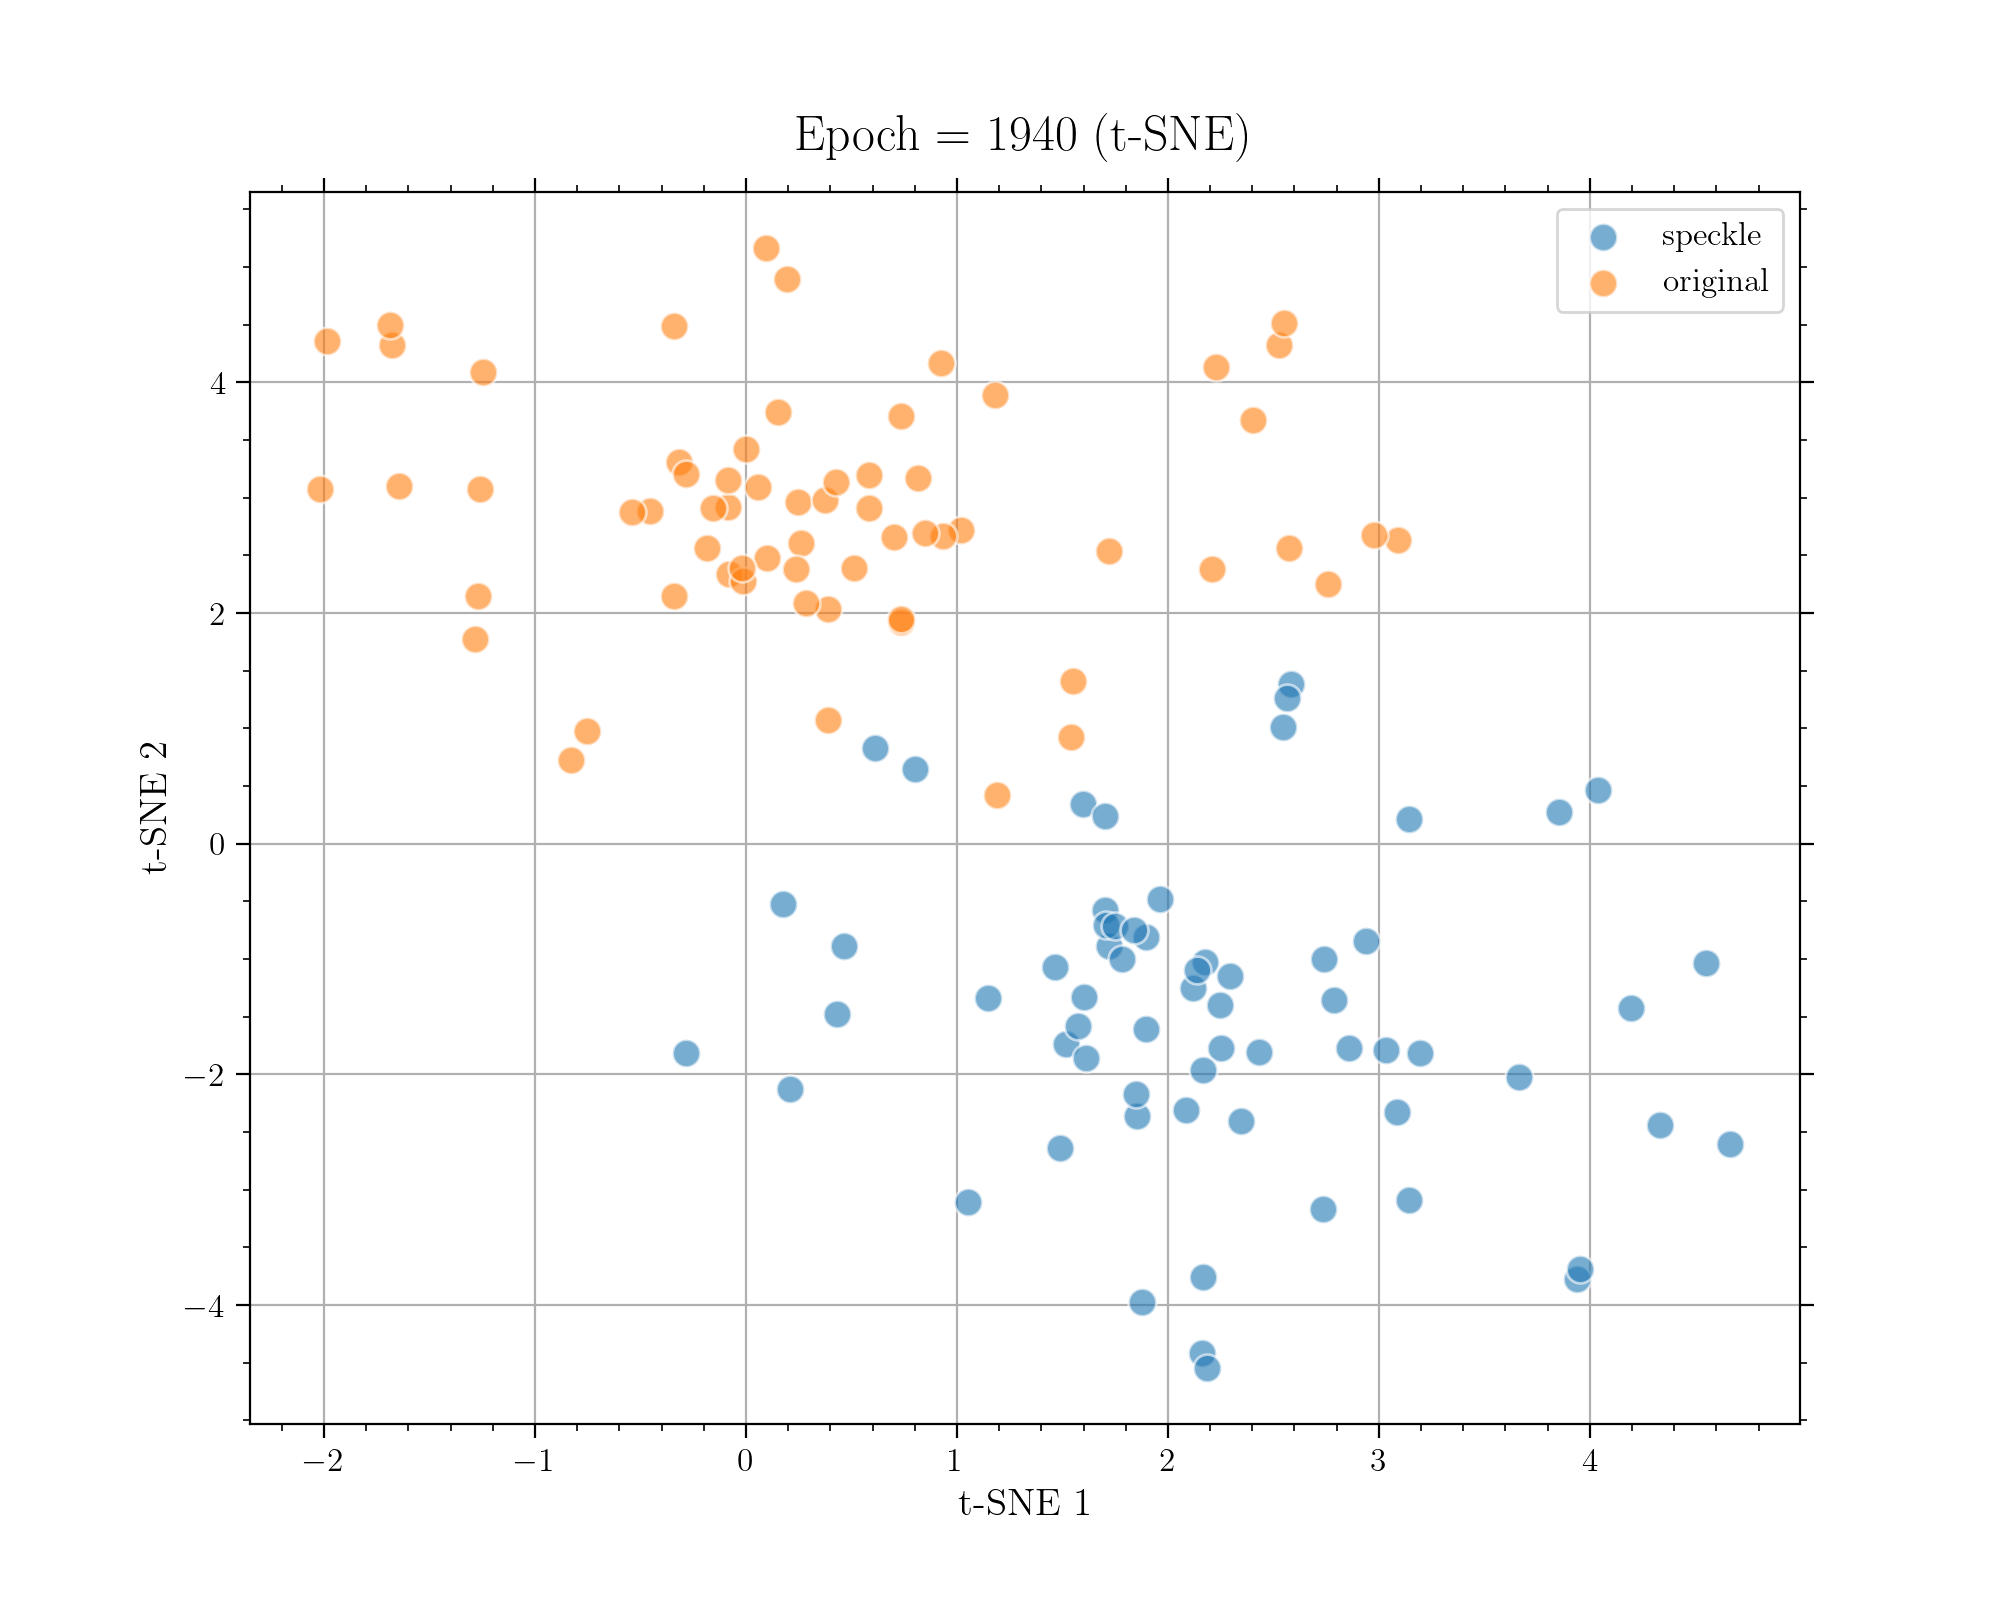 Epoch = 1940 (t-SNE)
speckle
original
4
2
0
−2
−4
t-SNE 2
−2 −1 0 1 2 3 4
t-SNE 1